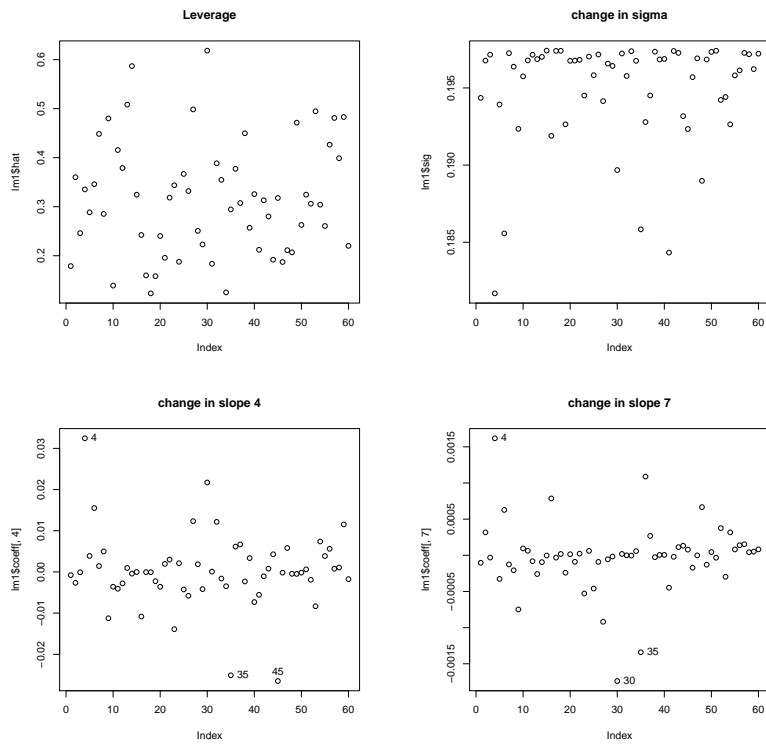 Leverage
lm1$hat
0.2 0.3 0.4 0.5 0.6
0 10 20 30 40 50 60
Index
change in sigma
lm1$sig
0.185 0.190 0.195
0 10 20 30 40 50 60
Index
change in slope 4
lm1$coeff[, 4]
−0.02 −0.01 0.00 0.01 0.02 0.03
4
35
45
0 10 20 30 40 50 60
Index
change in slope 7
lm1$coeff[, 7]
−0.0015 −0.0005 0.0005 0.0015
4
35
30
0 10 20 30 40 50 60
Index